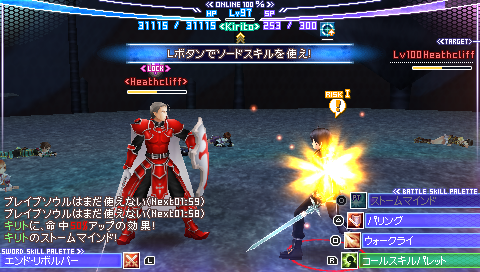 ONLINE 100%
HP Lv97 SP
31115 / 31115 <Kirito> 253 / 300
Lボタンでソードスキルを使え!
<TARGET>
Lv100Heathcliff
<LOCK>
<Heathcliff>
RISK 1
ブレイブソウルはまだ使えない(Next01:59)
ブレイブソウルはまだ使えない(Next01:58)
キリトに、命中アップの効果!
キリトのストームマインド!
SWORD SKILL PALETTE
エンド・リボルバー L
BATTLE SKILL PALETTE
ストームマインド
パリング
ウォークライ
R コールスキルパレット